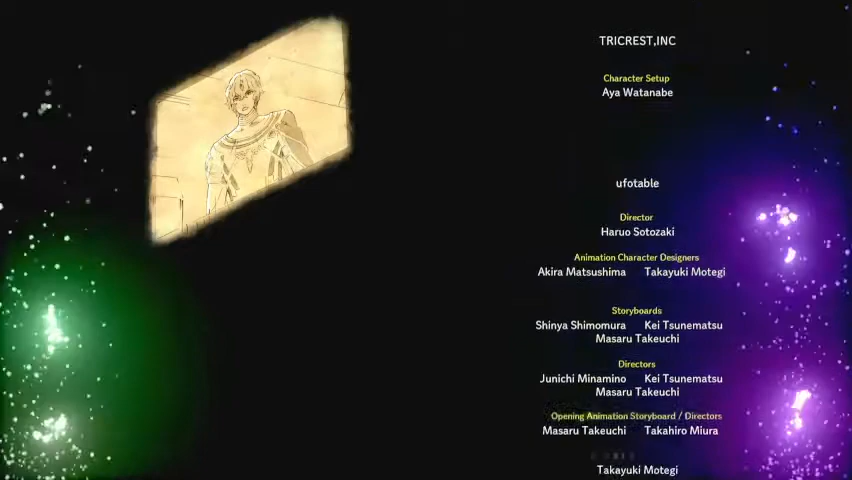 TRICREST,INC
Character Setup
Aya Watanabe
ufotable
Director
Haruo Sotozaki
Animation Character Designers
Akira Matsushima Takayuki Motegi
Storyboards
Shinya Shimomura Kei Tsunematsu
Masaru Takeuchi
Directors
Junichi Minamino Kei Tsunematsu
Masaru Takeuchi
Opening Animation Storyboard / Directors
Masaru Takeuchi Takahiro Miura
Takayuki Motegi